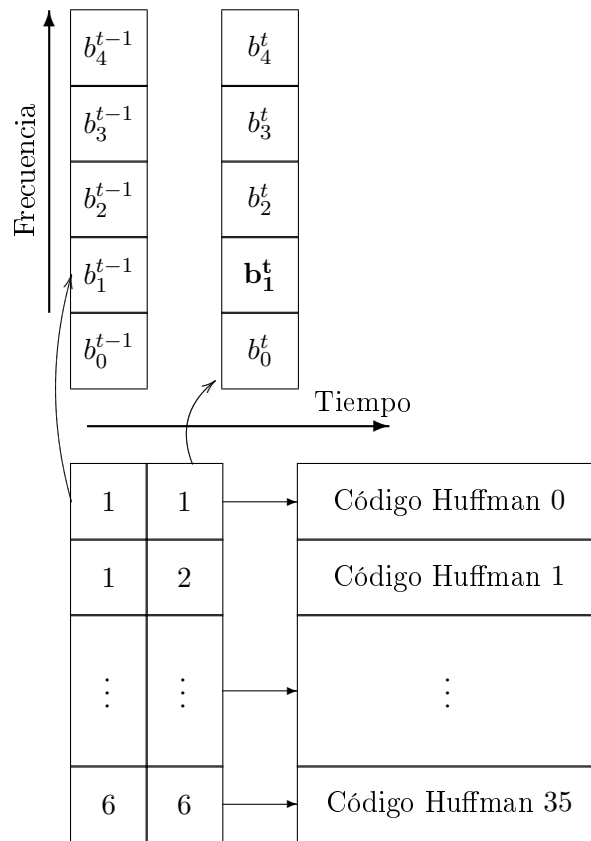 Frecuencia
b_4^{t-1} b_4^t
b_3^{t-1} b_3^t
b_2^{t-1} b_2^t
b_1^{t-1} b_1^t
b_0^{t-1} b_0^t
Tiempo
1 1 Código Huffman 0
1 2 Código Huffman 1
⋮ ⋮ ⋮
6 6 Código Huffman 35